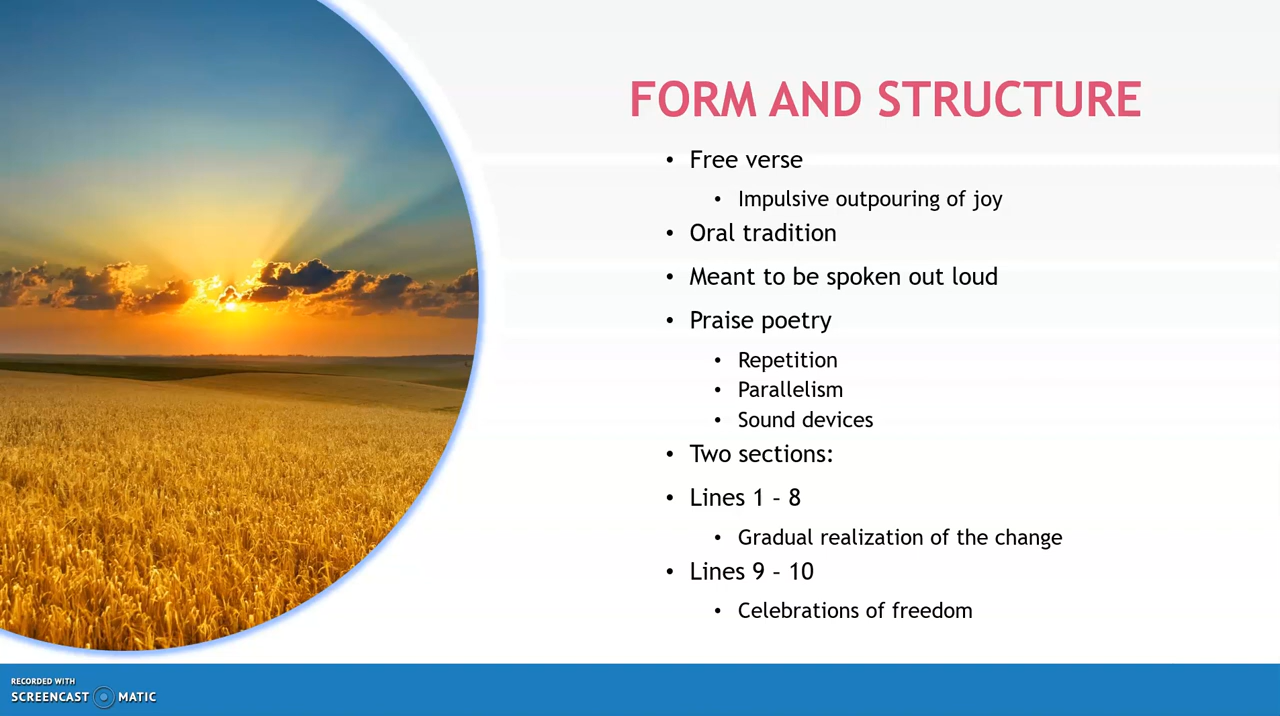 FORM AND STRUCTURE
• Free verse
• Impulsive outpouring of joy
• Oral tradition
• Meant to be spoken out loud
• Praise poetry
• Repetition
• Parallelism
• Sound devices
• Two sections:
• Lines 1 – 8
• Gradual realization of the change
• Lines 9 – 10
• Celebrations of freedom
RECORDED WITH
SCREENCAST MATIC